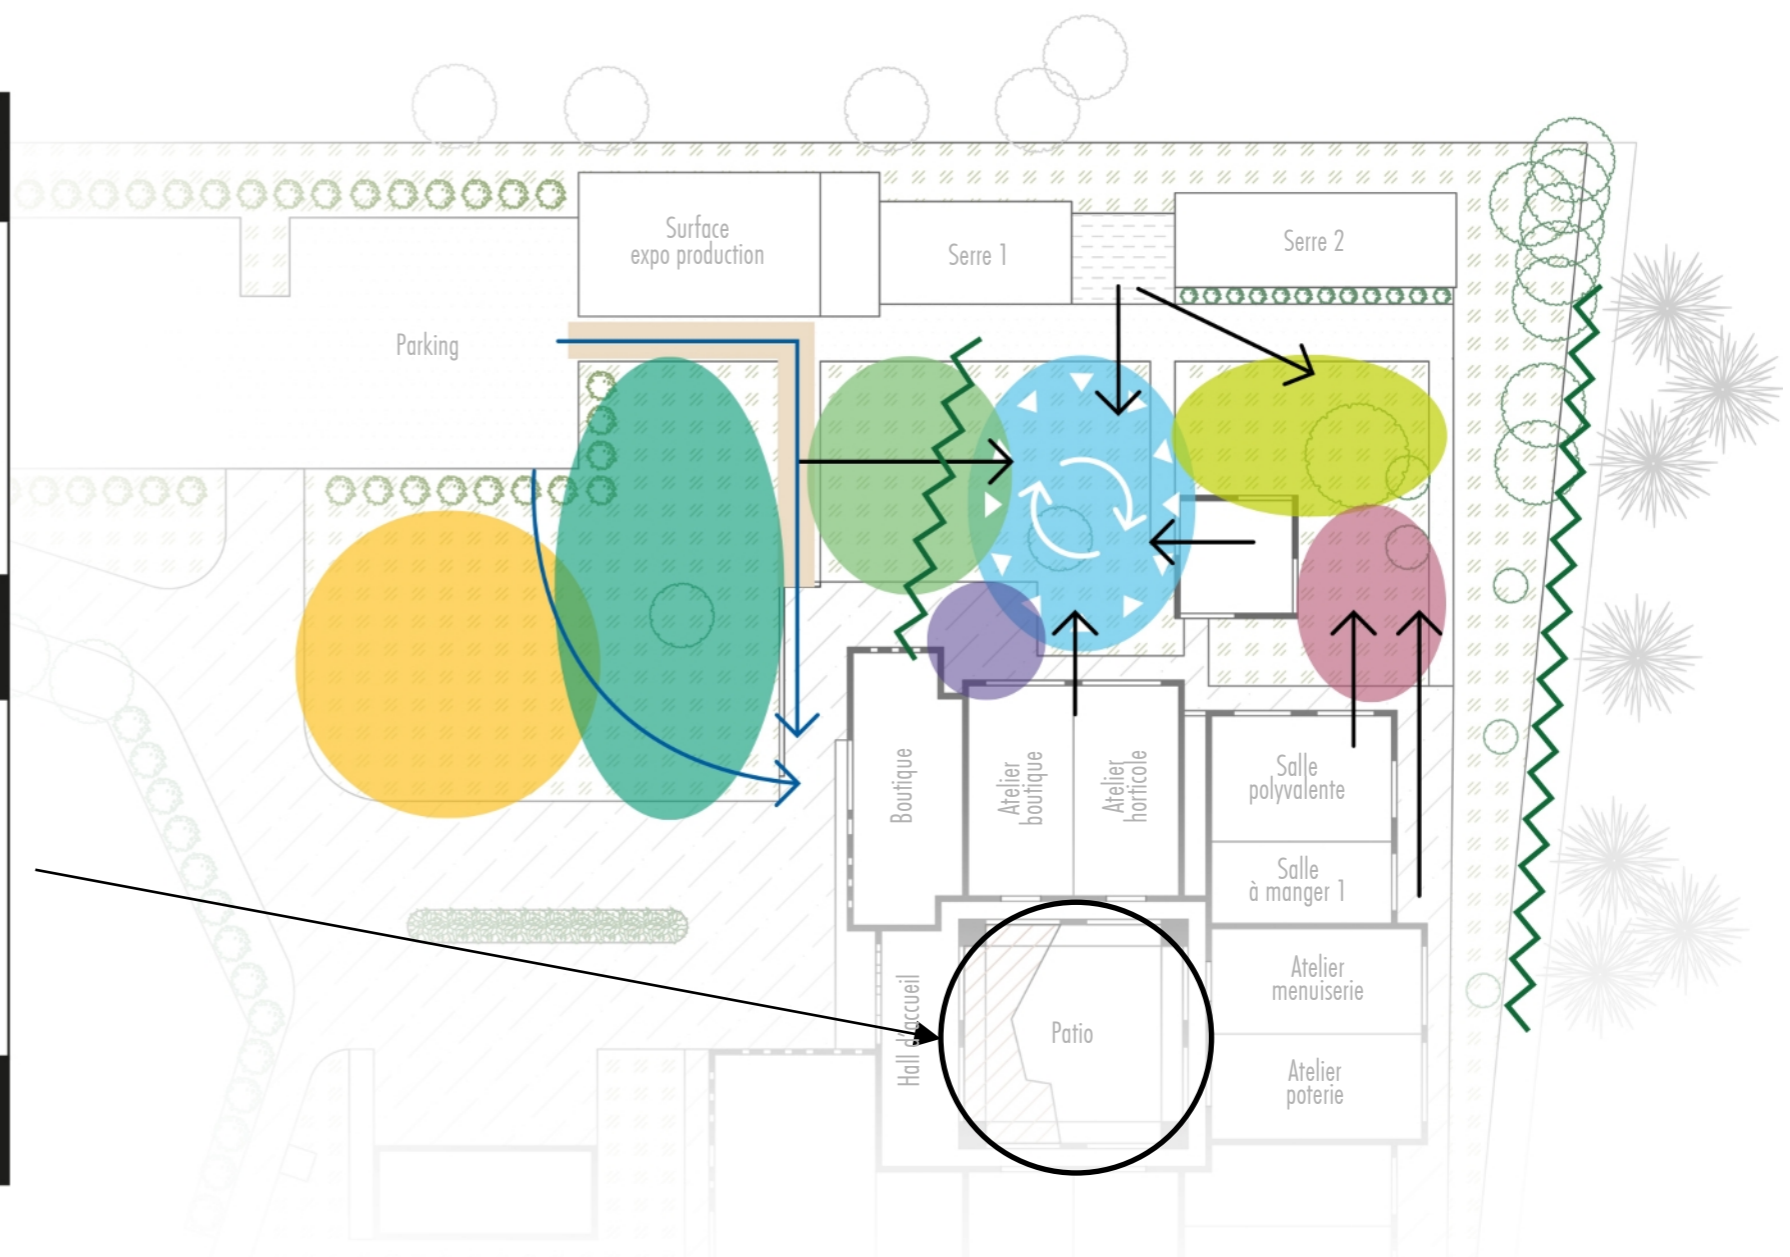 Surface
expo production
Serre 1
Serre 2
Parking
Boutique
Atelier
boutique
Atelier
horticole
Salle
polyvalente
Salle
à manger 1
Hall d'accueil
Patio
Atelier
menuiserie
Atelier
poterie